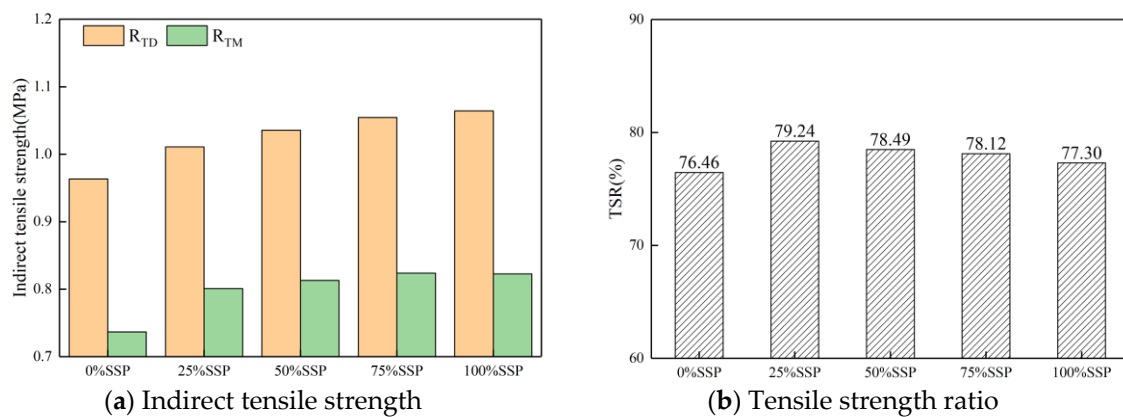 1.2
1.1
1.0
0.9
0.8
0.7
Indirect tensile strength(MPa)
R_TD R_TM
0%SSP 25%SSP 50%SSP 75%SSP 100%SSP
(a) Indirect tensile strength
90
80
70
60
TSR(%)
76.46 79.24 78.49 78.12 77.30
0%SSP 25%SSP 50%SSP 75%SSP 100%SSP
(b) Tensile strength ratio